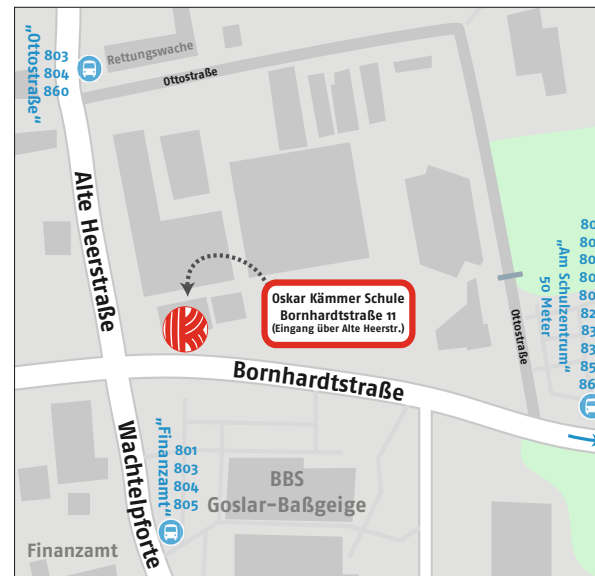 803
804
860
„Ottostraße“
Rettungswache
Ottostraße
Alte Heerstraße
Oskar Kämmer Schule
Bornhardtstraße 11
(Eingang über Alte Heerstr.)
„Am Schulzentrum“
50 Meter
Ottostraße
Bornhardtstraße
Wachtelpforte
„Finanzamt“
801
803
804
805
BBS
Goslar-Baßgeige
Finanzamt